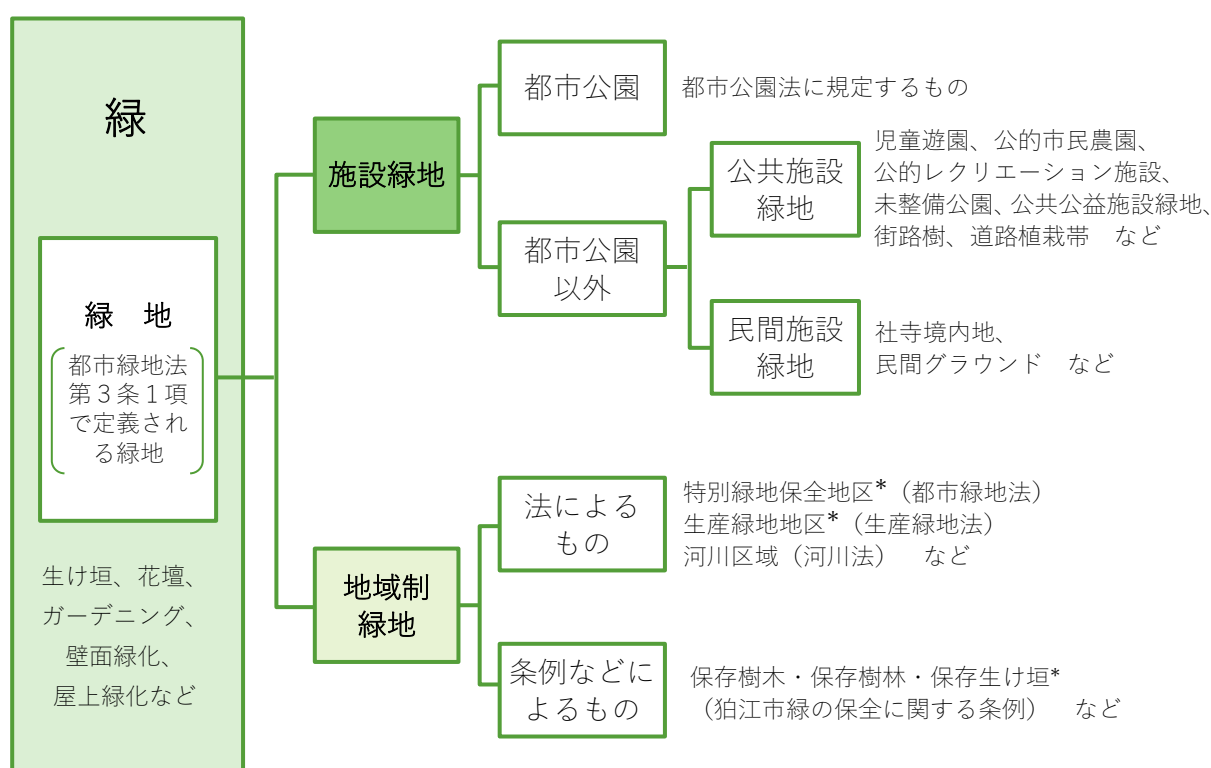 緑
緑　地
都市緑地法
第３条１項
で定義され
る緑地
生け垣、花壇、
ガーデニング、
壁面緑化、
屋上緑化など
施設緑地
都市公園
都市公園法に規定するもの
都市公園
以外
公共施設
緑地
児童遊園、公的市民農園、
公的レクリエーション施設、
未整備公園、公共公益施設緑地、
街路樹、道路植栽帯　など
民間施設
緑地
社寺境内地、
民間グラウンド　など
地域制
緑地
法による
もの
特別緑地保全地区*（都市緑地法）
生産緑地地区*（生産緑地法）
河川区域（河川法）　など
条例などに
よるもの
保存樹木・保存樹林・保存生け垣*
（狛江市緑の保全に関する条例）　など